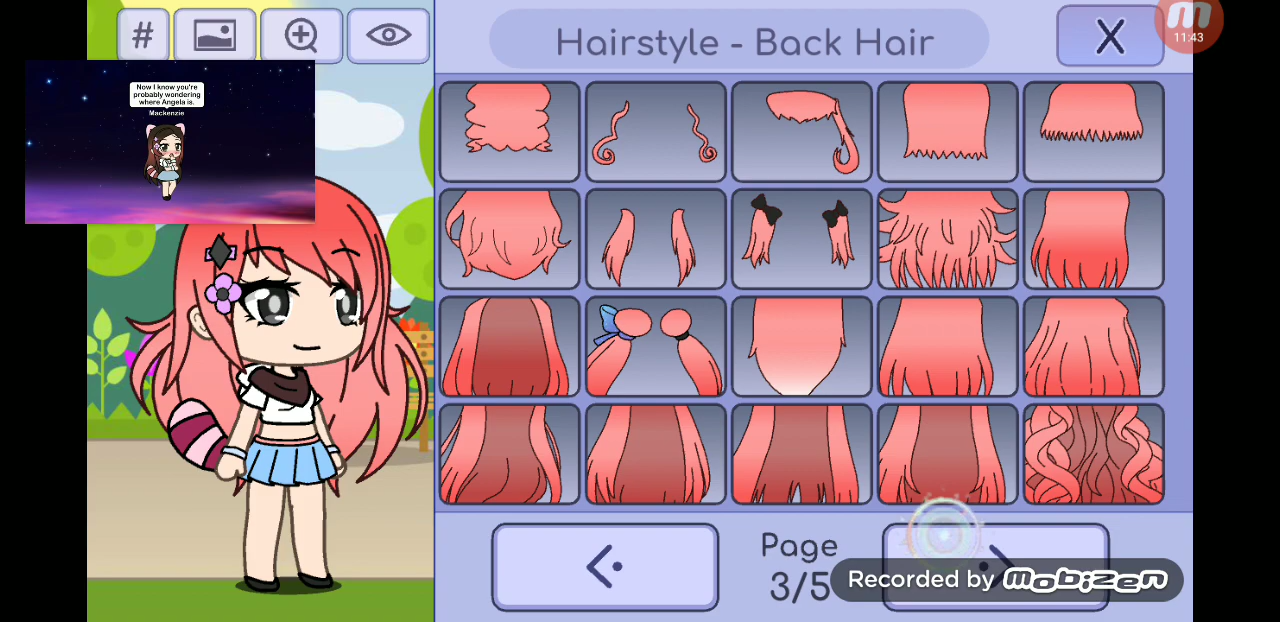 #
Hairstyle - Back Hair
X
11:43
Now I know you're
probably wondering
where Angela is.
Mackenzie
Page
3/5
Recorded by mobizen